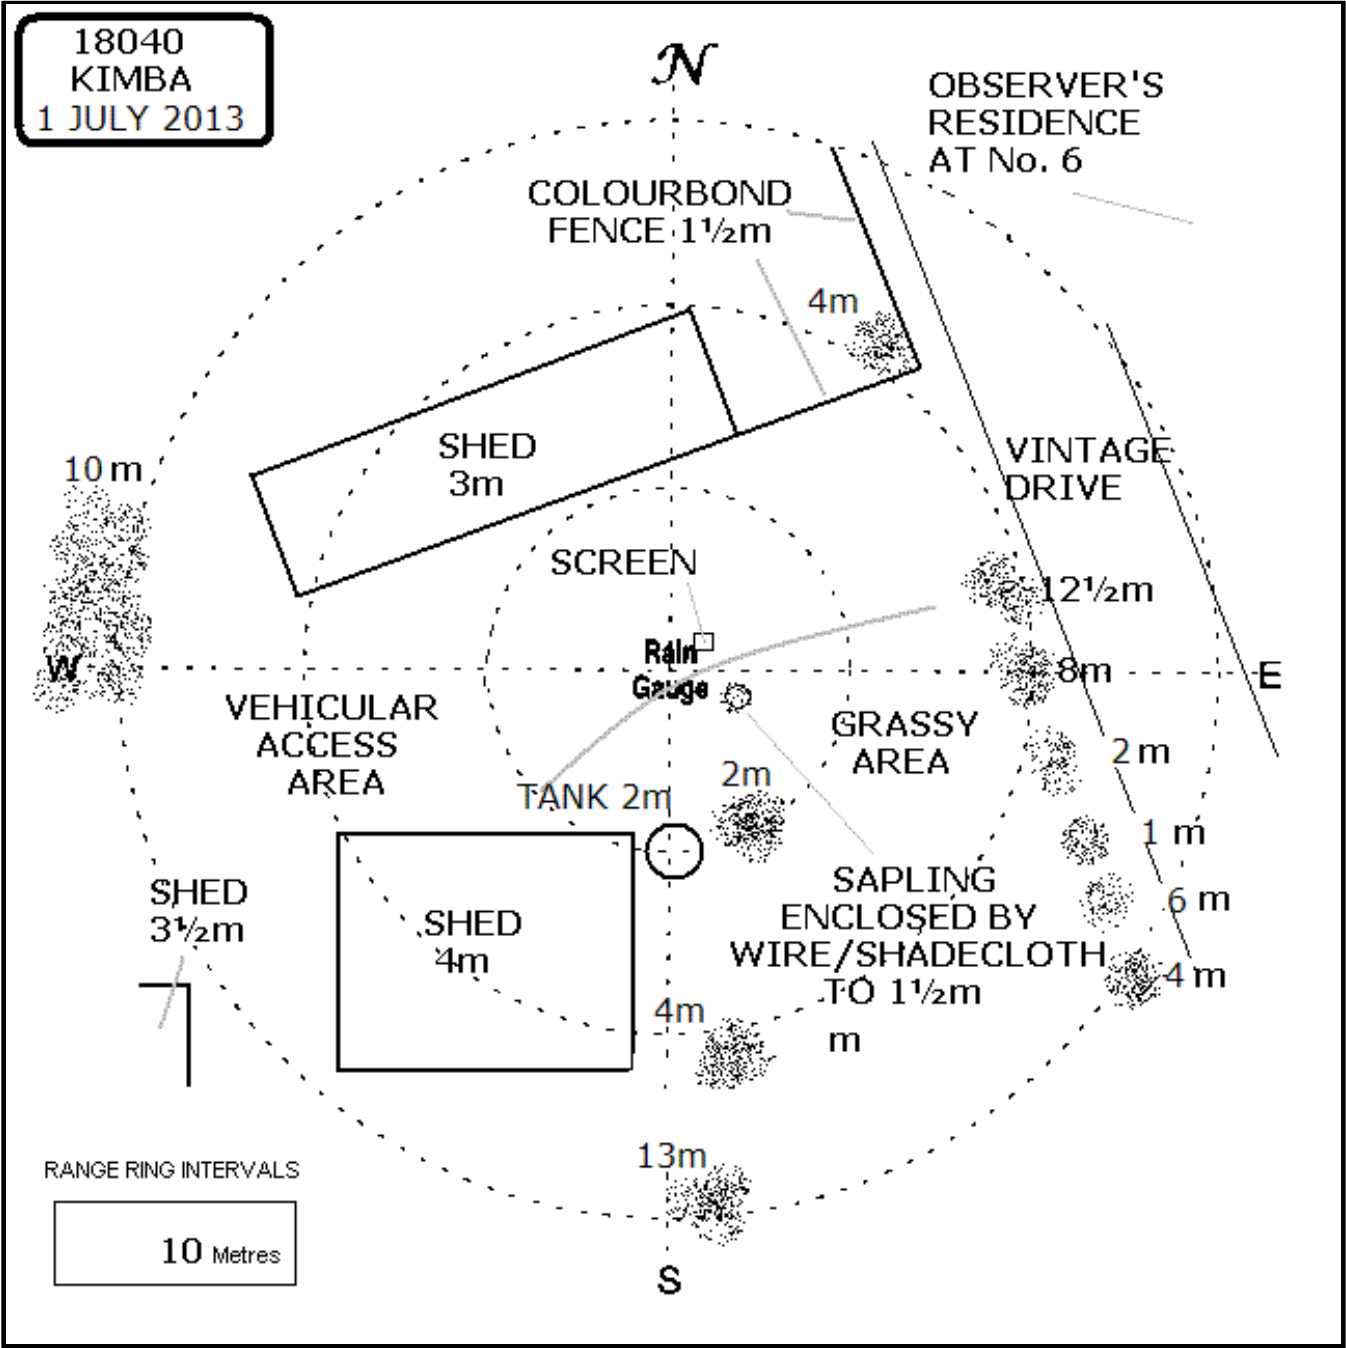 18040
KIMBA
1 JULY 2013
N
OBSERVER'S
RESIDENCE
AT No. 6
COLOURBOND
FENCE 1½m
4m
SHED
3m
10 m
VINTAGE
DRIVE
SCREEN
12½m
Rain
Gauge
W
E
8m
VEHICULAR
ACCESS
AREA
GRASSY
AREA
2 m
2m
TANK 2m
1 m
SHED
3½m
SAPLING
ENCLOSED BY
WIRE/SHADECLOTH
TO 1½m
m
6 m
SHED
4m
4 m
4m
13m
RANGE RING INTERVALS
10 Metres
S